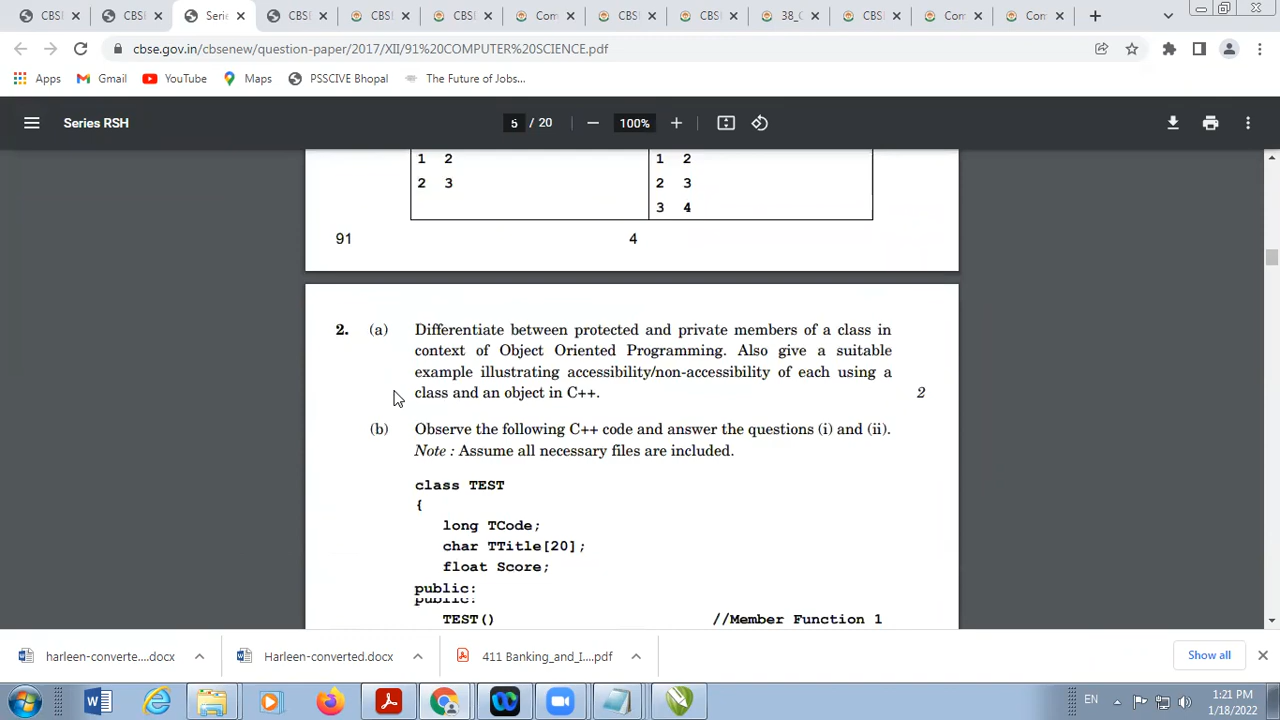 CBSE
CBSE
Serie
CBSE
CBSE
CBSE
Com
CBSE
CBSE
38_C
CBSE
Com
Com
cbse.gov.in/cbsenew/question-paper/2017/XII/91%20COMPUTER%20SCIENCE.pdf
Apps Gmail YouTube Maps PSSCIVE Bhopal The Future of Jobs...
Series RSH 5 / 20 100%
1 2 1 2
2 3 2 3
3 4
91 4
2. (a) Differentiate between protected and private members of a class in
context of Object Oriented Programming. Also give a suitable
example illustrating accessibility/non-accessibility of each using a
class and an object in C++. 2
(b) Observe the following C++ code and answer the questions (i) and (ii).
Note : Assume all necessary files are included.
class TEST
{
long TCode;
char TTitle[20];
float Score;
public:
public:
TEST() //Member Function 1
harleen-converte....docx Harleen-converted.docx 411 Banking_and_I....pdf Show all
EN 1:21 PM
1/18/2022